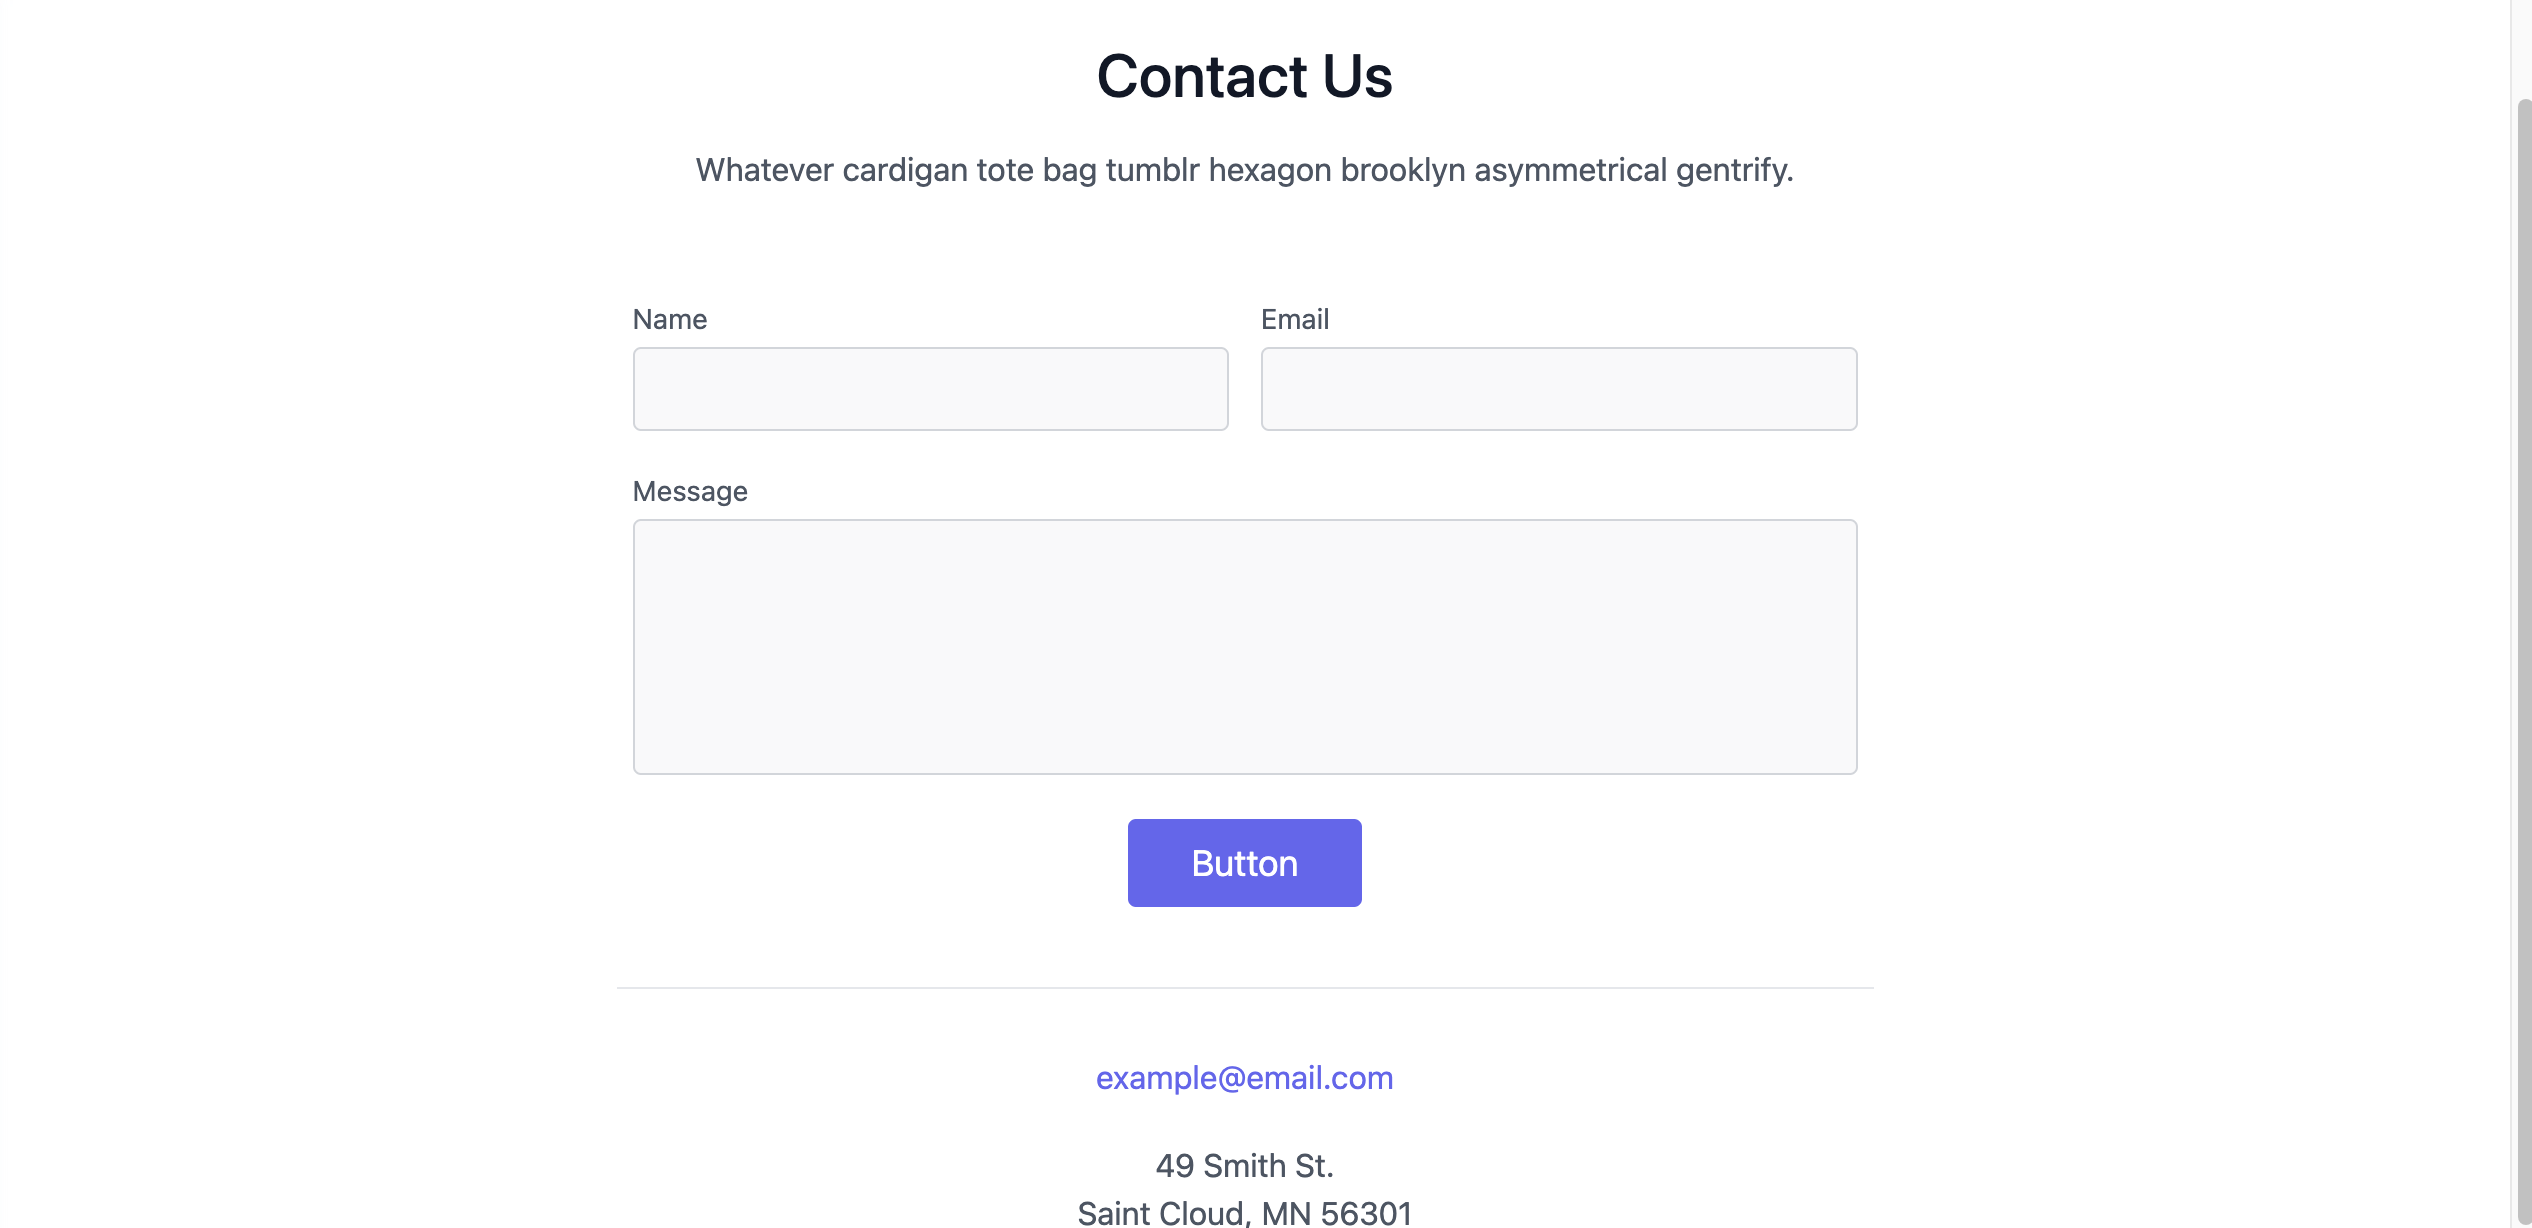 Contact Us
Whatever cardigan tote bag tumblr hexagon brooklyn asymmetrical gentrify.
Name
Email
Message
Button
example@email.com
49 Smith St.
Saint Cloud, MN 56301